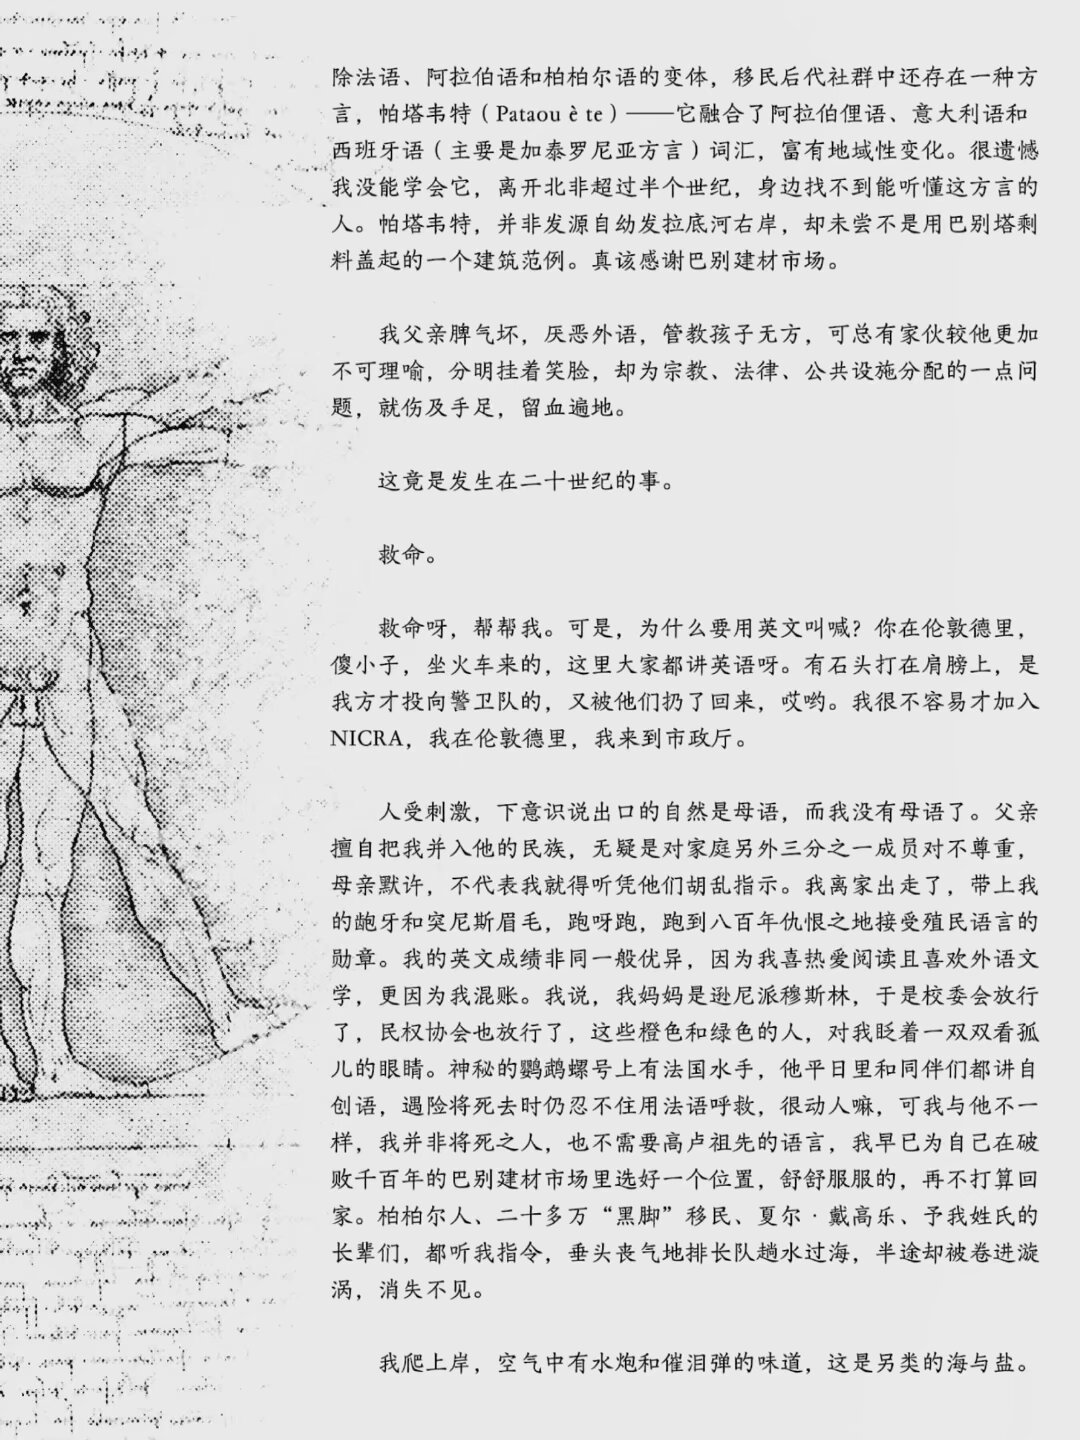 除法语、阿拉伯语和柏柏尔语的变体，移民后代社群中还存在一种方
言，帕塔韦特（Pataou è te）——它融合了阿拉伯俚语、意大利语和
西班牙语（主要是加泰罗尼亚方言）词汇，富有地域性变化。很遗憾
我没能学会它，离开北非超过半个世纪，身边找不到能听懂这方言的
人。帕塔韦特，并非发源自幼发拉底河右岸，却未尝不是用巴别塔剩
料盖起的一个建筑范例。真该感谢巴别建材市场。
我父亲脾气坏，厌恶外语，管教孩子无方，可总有家伙较他更加
不可理喻，分明挂着笑脸，却为宗教、法律、公共设施分配的一点问
题，就伤及手足，留血遍地。
这竟是发生在二十世纪的事。
救命。
救命呀，帮帮我。可是，为什么要用英文叫喊？你在伦敦德里，
傻小子，坐火车来的，这里大家都讲英语呀。有石头打在肩膀上，是
我方才投向警卫队的，又被他们扔了回来，哎哟。我很不容易才加入
NICRA，我在伦敦德里，我来到市政厅。
人受刺激，下意识说出口的自然是母语，而我没有母语了。父亲
擅自把我并入他的民族，无疑是对家庭另外三分之一成员对不尊重，
母亲默许，不代表我就得听凭他们胡乱指示。我离家出走了，带上我
的龅牙和突尼斯眉毛，跑呀跑，跑到八百年仇恨之地接受殖民语言的
勋章。我的英文成绩非同一般优异，因为我喜热爱阅读且喜欢外语文
学，更因为我混账。我说，我妈妈是逊尼派穆斯林，于是校委会放行
了，民权协会也放行了，这些橙色和绿色的人，对我眨着一双双看孤
儿的眼睛。神秘的鹦鹉螺号上有法国水手，他平日里和同伴们都讲自
创语，遇险将死去时仍忍不住用法语呼救，很动人嘛，可我与他不一
样，我并非将死之人，也不需要高卢祖先的语言，我早已为自己在破
败千百年的巴别建材市场里选好一个位置，舒舒服服的，再不打算回
家。柏柏尔人、二十多万“黑脚”移民、夏尔·戴高乐、予我姓氏的
长辈们，都听我指令，垂头丧气地排长队趟水过海，半途却被卷进漩
涡，消失不见。
我爬上岸，空气中有水炮和催泪弹的味道，这是另类的海与盐。